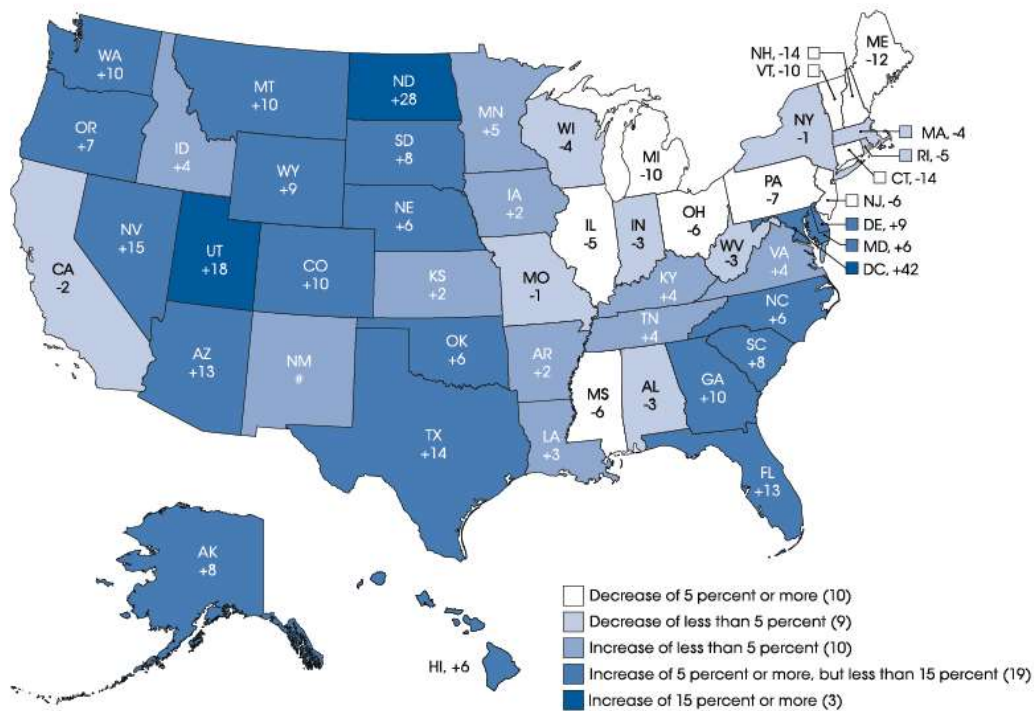 WA
+10
MT
+10
ND
+28
MN
+5
OR
+7
ID
+4
WY
+9
SD
+8
WI
-4
MI
-10
NY
-1
NH, -14
VT, -10
ME
-12
MA, -4
RI, -5
CT, -14
NJ, -6
DE, +9
MD, +6
DC, +42
PA
-7
NV
+15
UT
+18
CO
+10
NE
+6
IA
+2
IL
-5
IN
-3
OH
-6
WV
-3
VA
+4
CA
-2
KS
+2
MO
-1
KY
+4
NC
+6
TN
+4
SC
+8
AZ
+13
NM
#
OK
+6
AR
+2
MS
-6
AL
-3
GA
+10
TX
+14
LA
+3
FL
+13
AK
+8
HI, +6
Decrease of 5 percent or more (10)
Decrease of less than 5 percent (9)
Increase of less than 5 percent (10)
Increase of 5 percent or more, but less than 15 percent (19)
Increase of 15 percent or more (3)